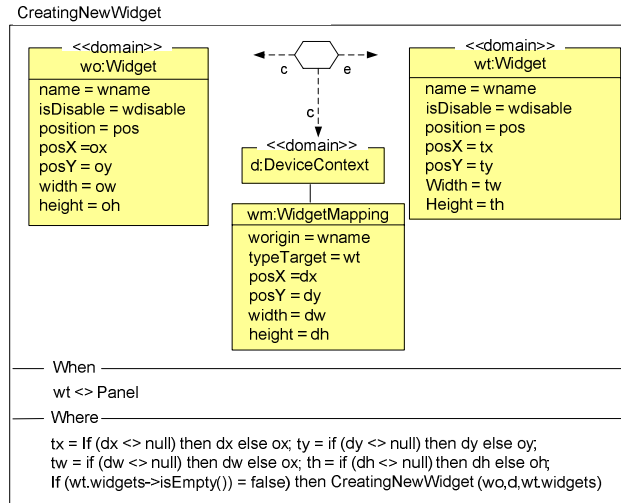 CreatingNewWidget
<<domain>>
wo:Widget
name = wname
isDisable = wdisable
position = pos
posX =ox
posY = oy
width = ow
height = oh
c
e
c
<<domain>>
d:DeviceContext
wm:WidgetMapping
worigin = wname
typeTarget = wt
posX =dx
posY = dy
width = dw
height = dh
<<domain>>
wt:Widget
name = wname
isDisable = wdisable
position = pos
posX = tx
posY = ty
Width = tw
Height = th
When
wt <> Panel
Where
tx = If (dx <> null) then dx else ox; ty = if (dy <> null) then dy else oy;
tw = if (dw <> null) then dw else ox; th = if (dh <> null) then dh else oh;
If (wt.widgets->isEmpty()) = false) then CreatingNewWidget (wo,d,wt.widgets)